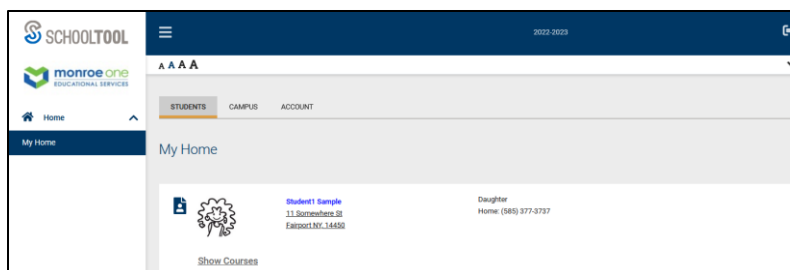 SCHOOLTOOL
2022-2023
monroe one
EDUCATIONAL SERVICES
A A A A
Home
STUDENTS CAMPUS ACCOUNT
My Home
My Home
Student1 Sample Daughter
11 Somewhere St Home: (585) 377-3737
Fairport NY, 14450
Show Courses